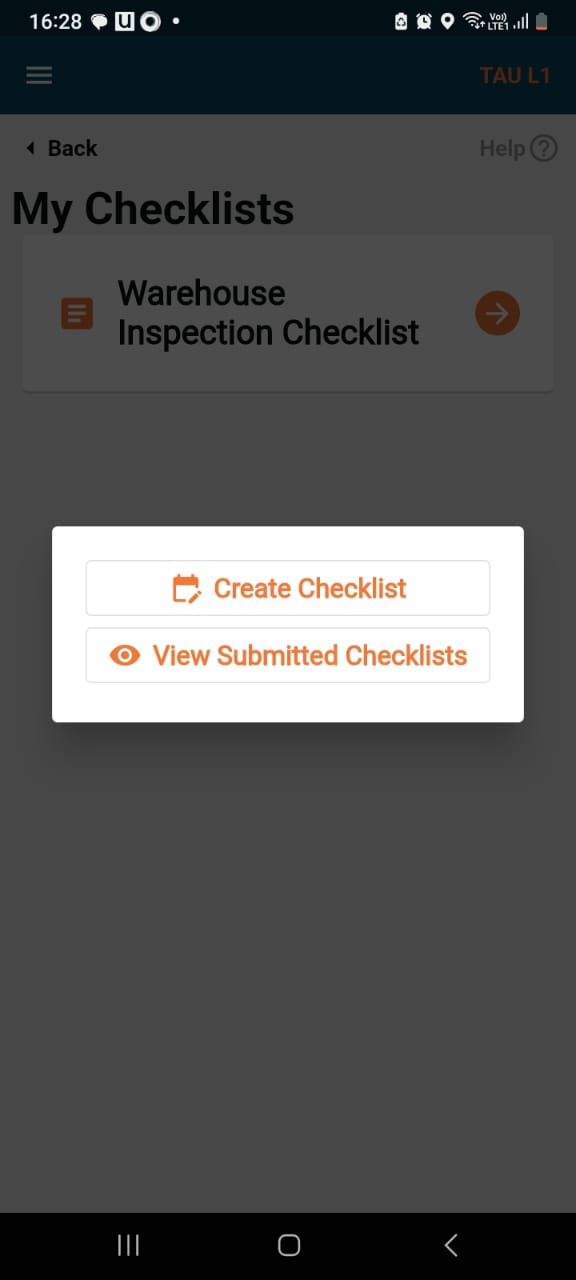 16:28
Vo)) LTE1
TAU L1
Back
Help
My Checklists
Warehouse
Inspection Checklist
Create Checklist
View Submitted Checklists